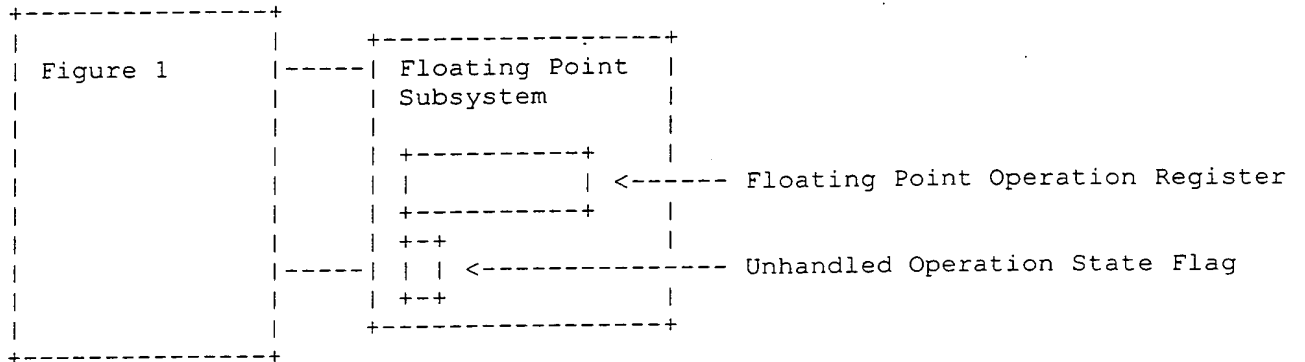 Figure 1
Floating Point
Subsystem
Floating Point Operation Register
Unhandled Operation State Flag